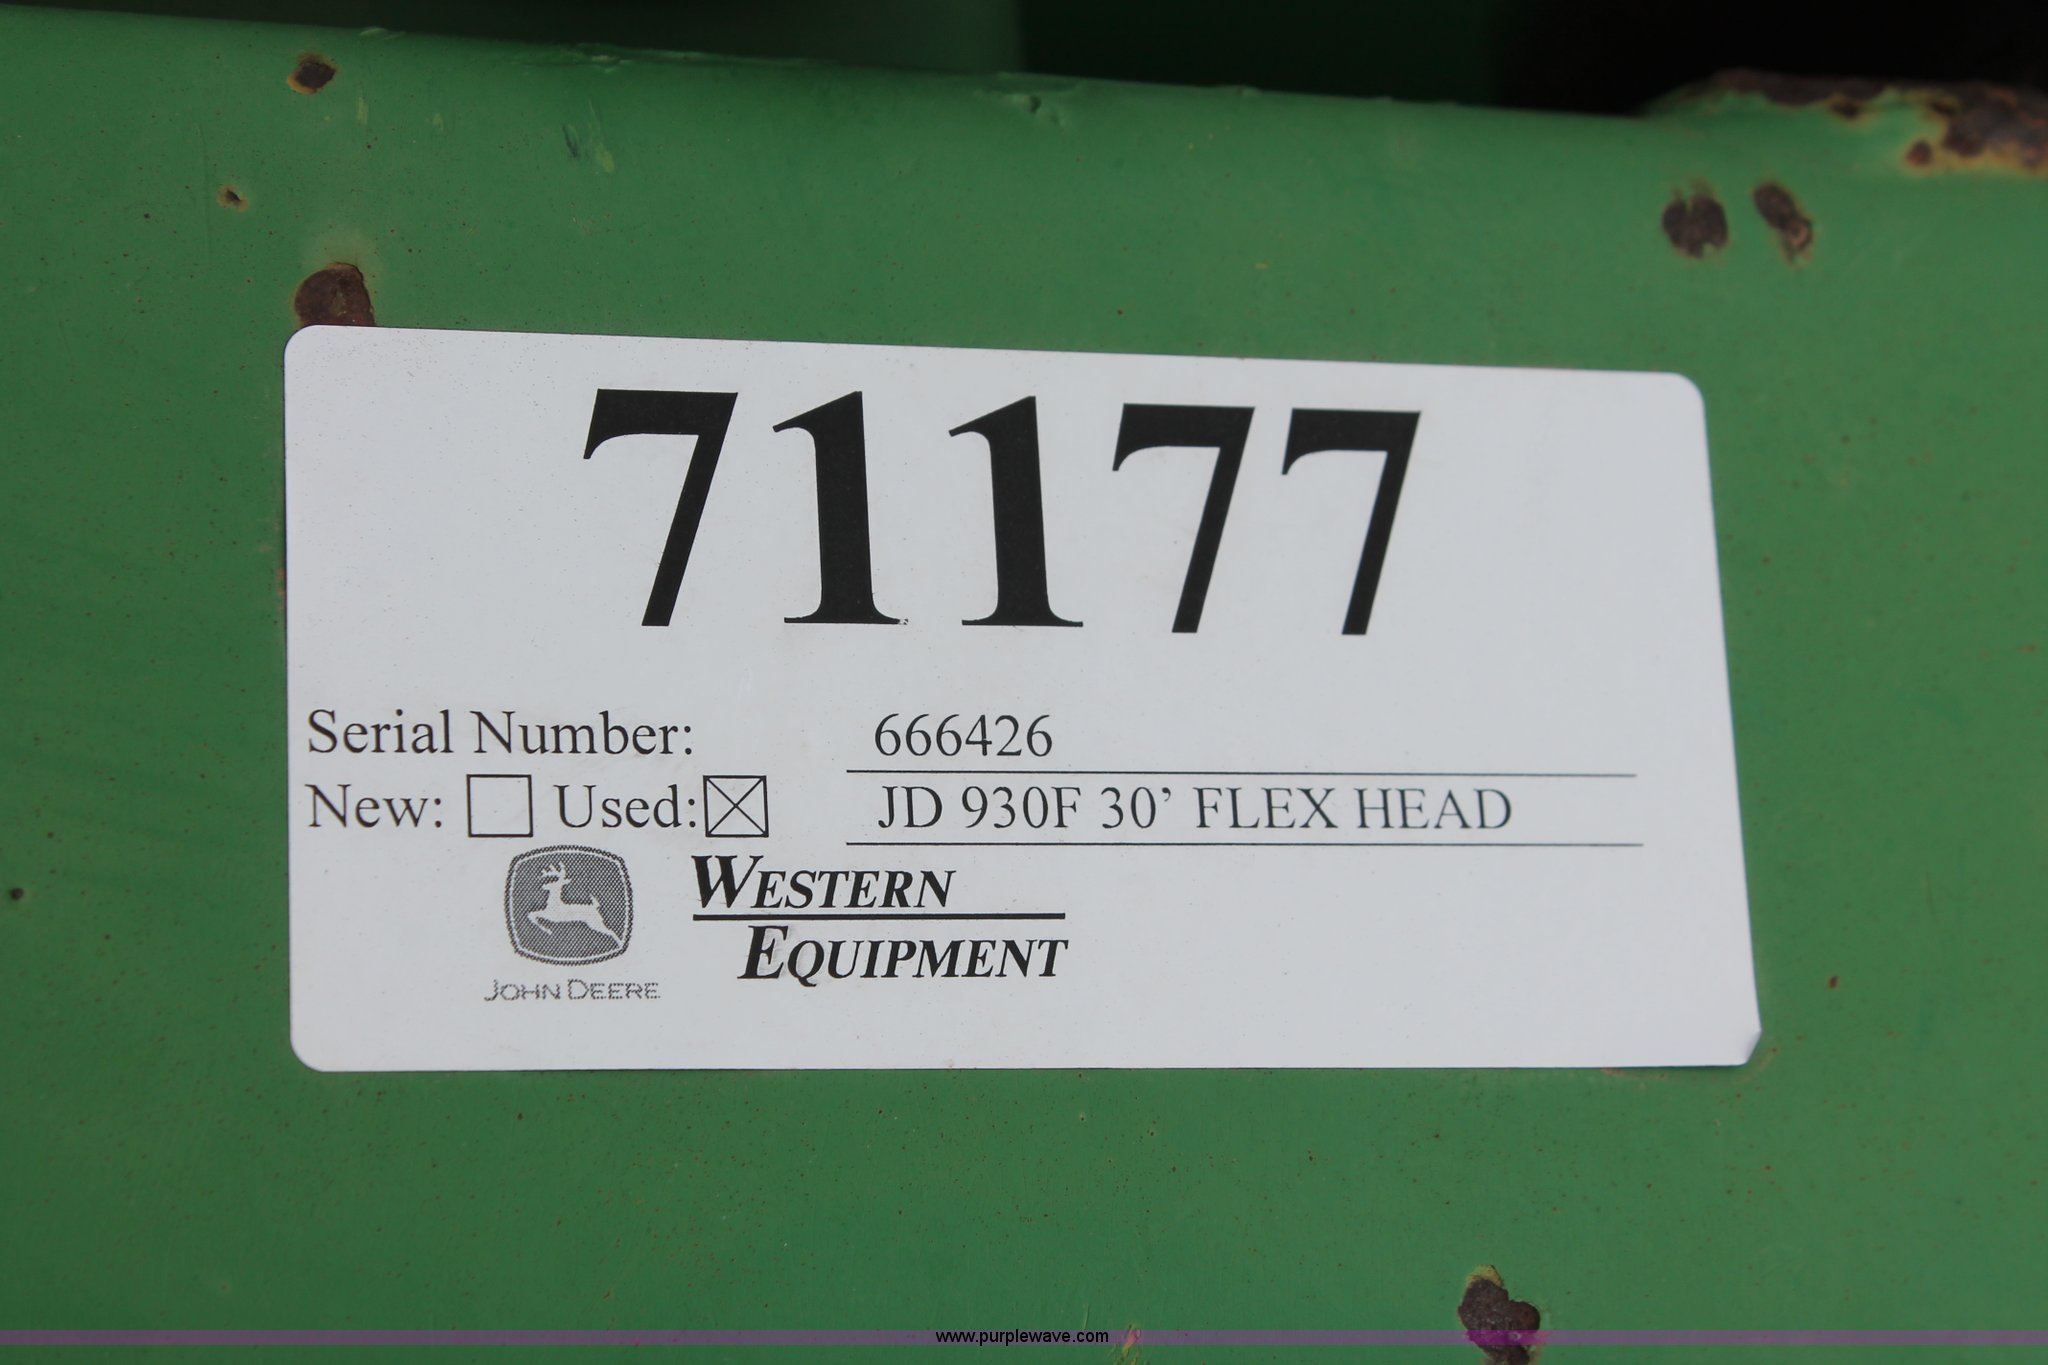 71177
Serial Number: 666426
New: Used: JD 930F 30’ FLEX HEAD
WESTERN
EQUIPMENT
JOHN DEERE
www.purplewave.com